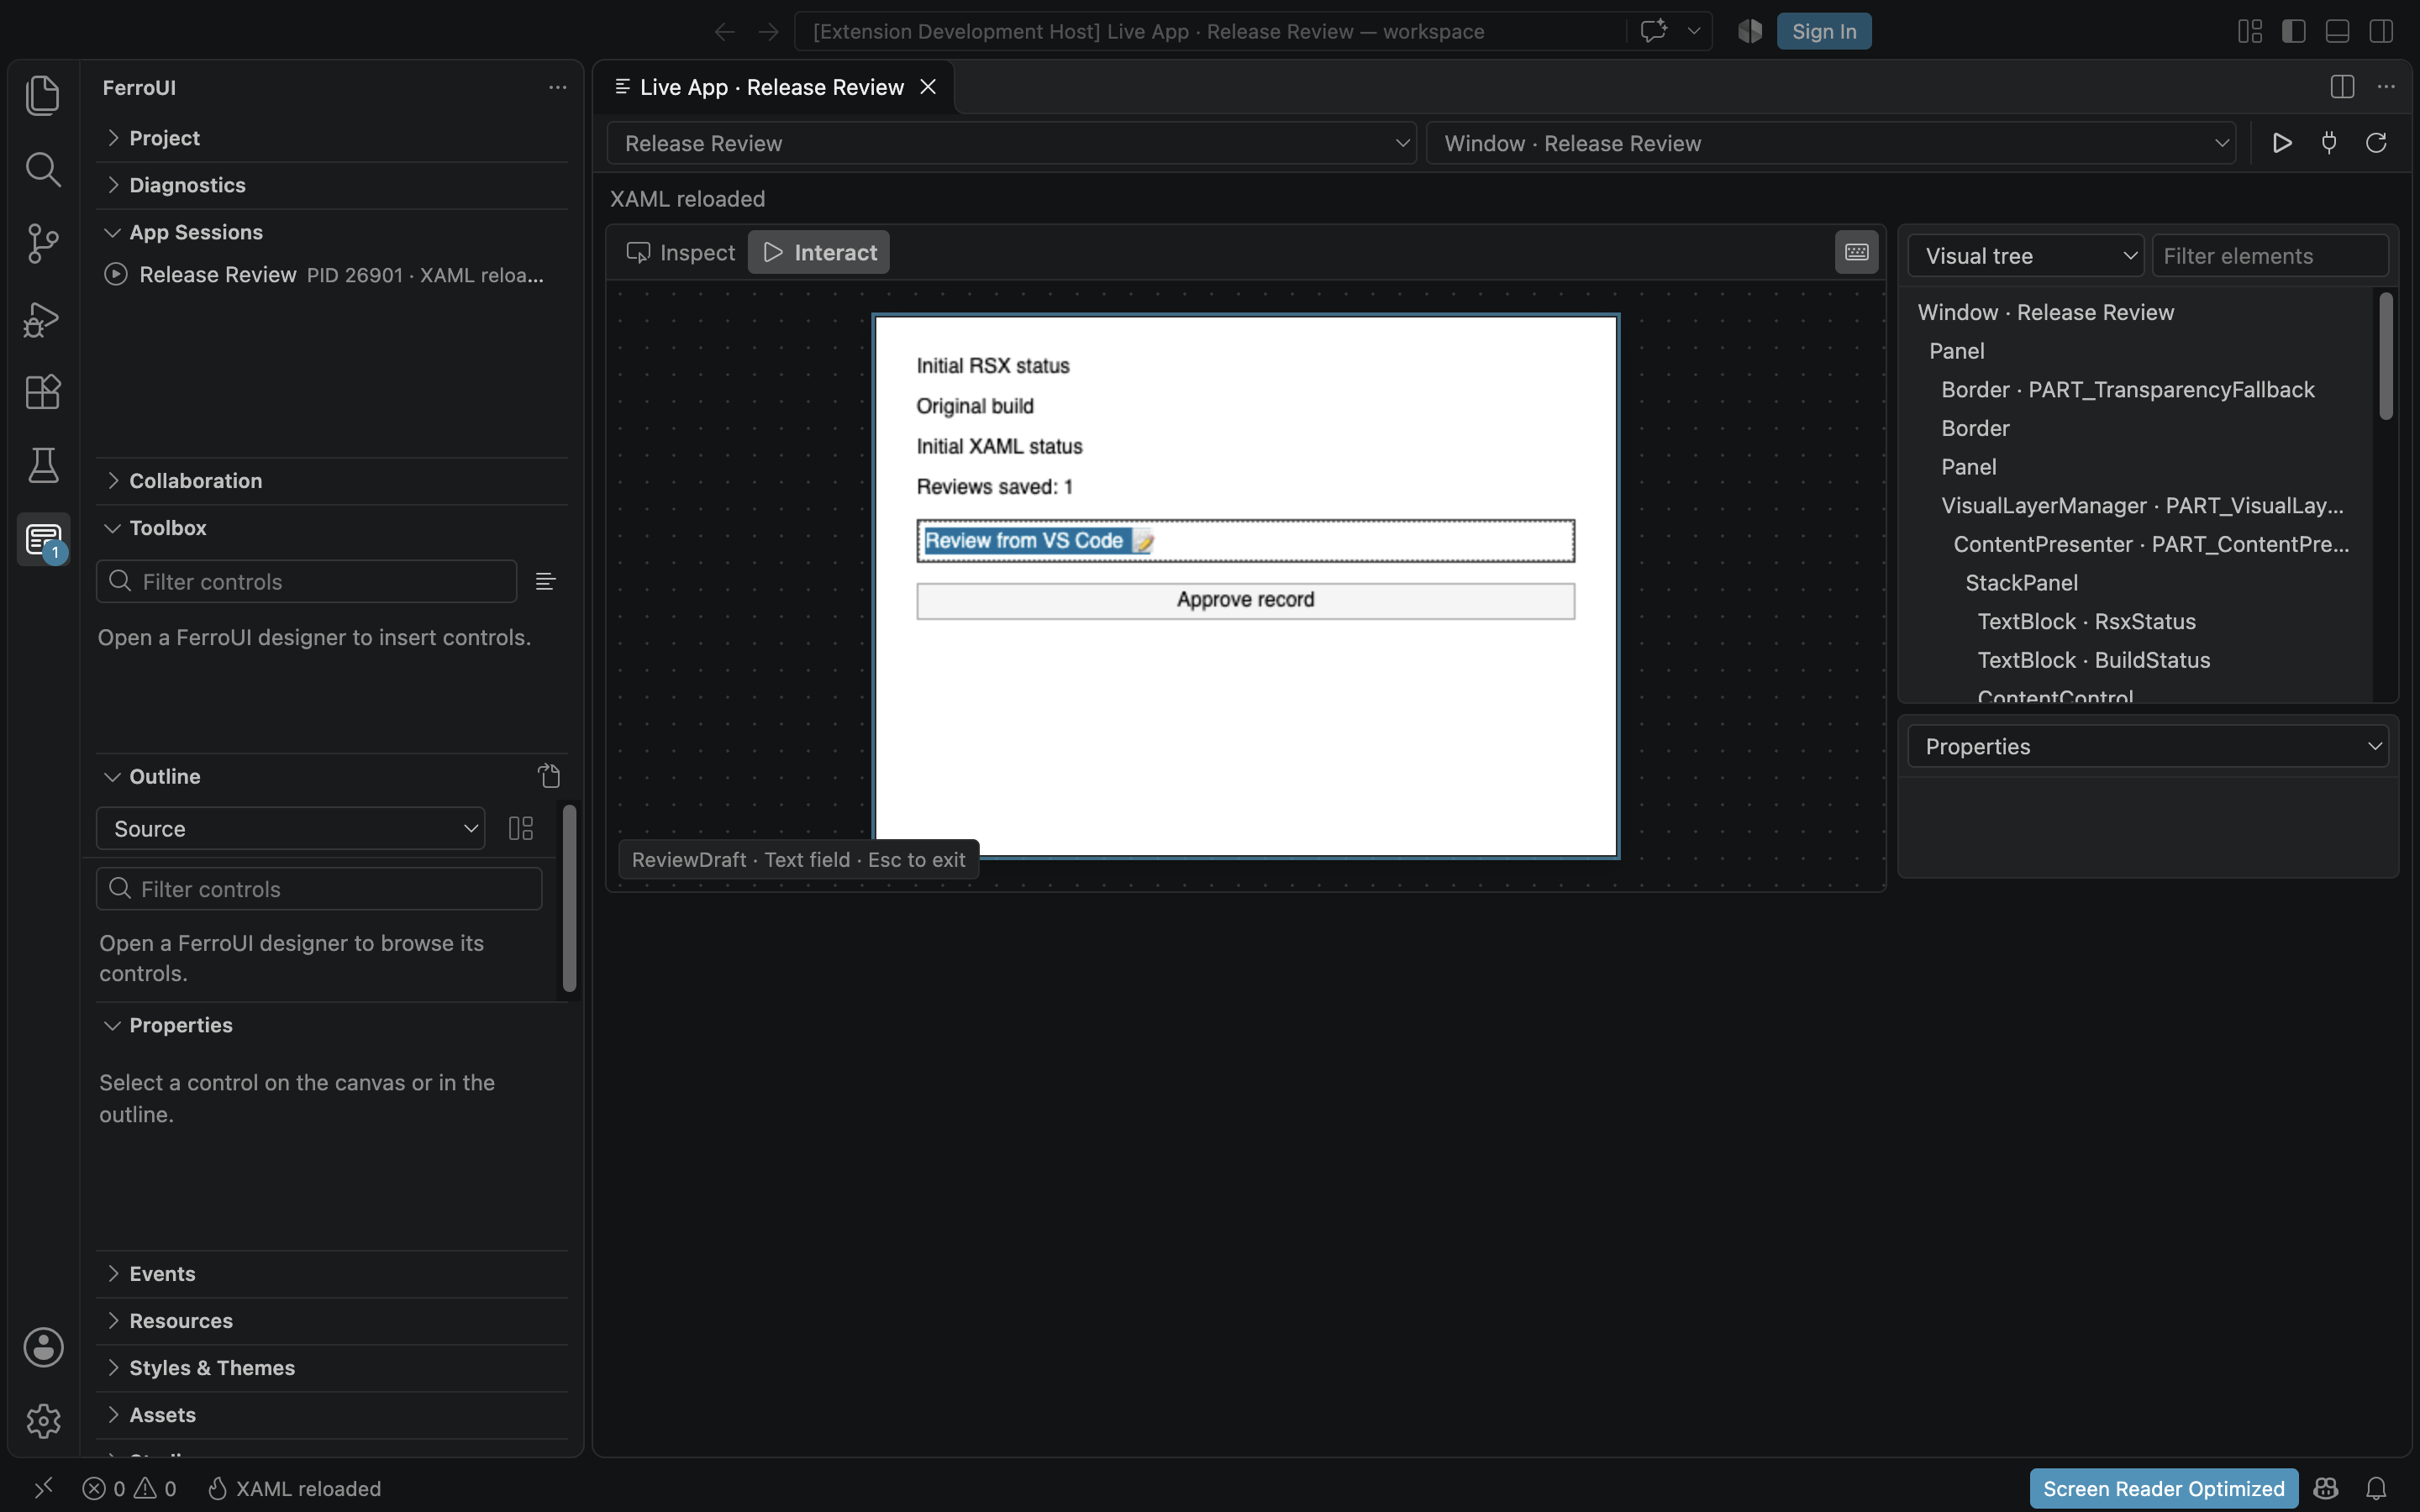 [Extension Development Host] Live App · Release Review — workspace
Sign In
FerroUI
Project
Diagnostics
App Sessions
Release Review PID 26901 · XAML reloa...
Collaboration
Toolbox
Filter controls
Open a FerroUI designer to insert controls.
Outline
Source
Filter controls
Open a FerroUI designer to browse its
controls.
Properties
Select a control on the canvas or in the
outline.
Events
Resources
Styles & Themes
Assets
1
Live App · Release Review
Release Review
Window · Release Review
XAML reloaded
Inspect
Interact
Initial RSX status
Original build
Initial XAML status
Reviews saved: 1
Review from VS Code 📝
Approve record
ReviewDraft · Text field · Esc to exit
Visual tree
Filter elements
Window · Release Review
Panel
Border · PART_TransparencyFallback
Border
Panel
VisualLayerManager · PART_VisualLay...
ContentPresenter · PART_ContentPre...
StackPanel
TextBlock · RsxStatus
TextBlock · BuildStatus
ContentControl
Properties
0
0
XAML reloaded
Screen Reader Optimized